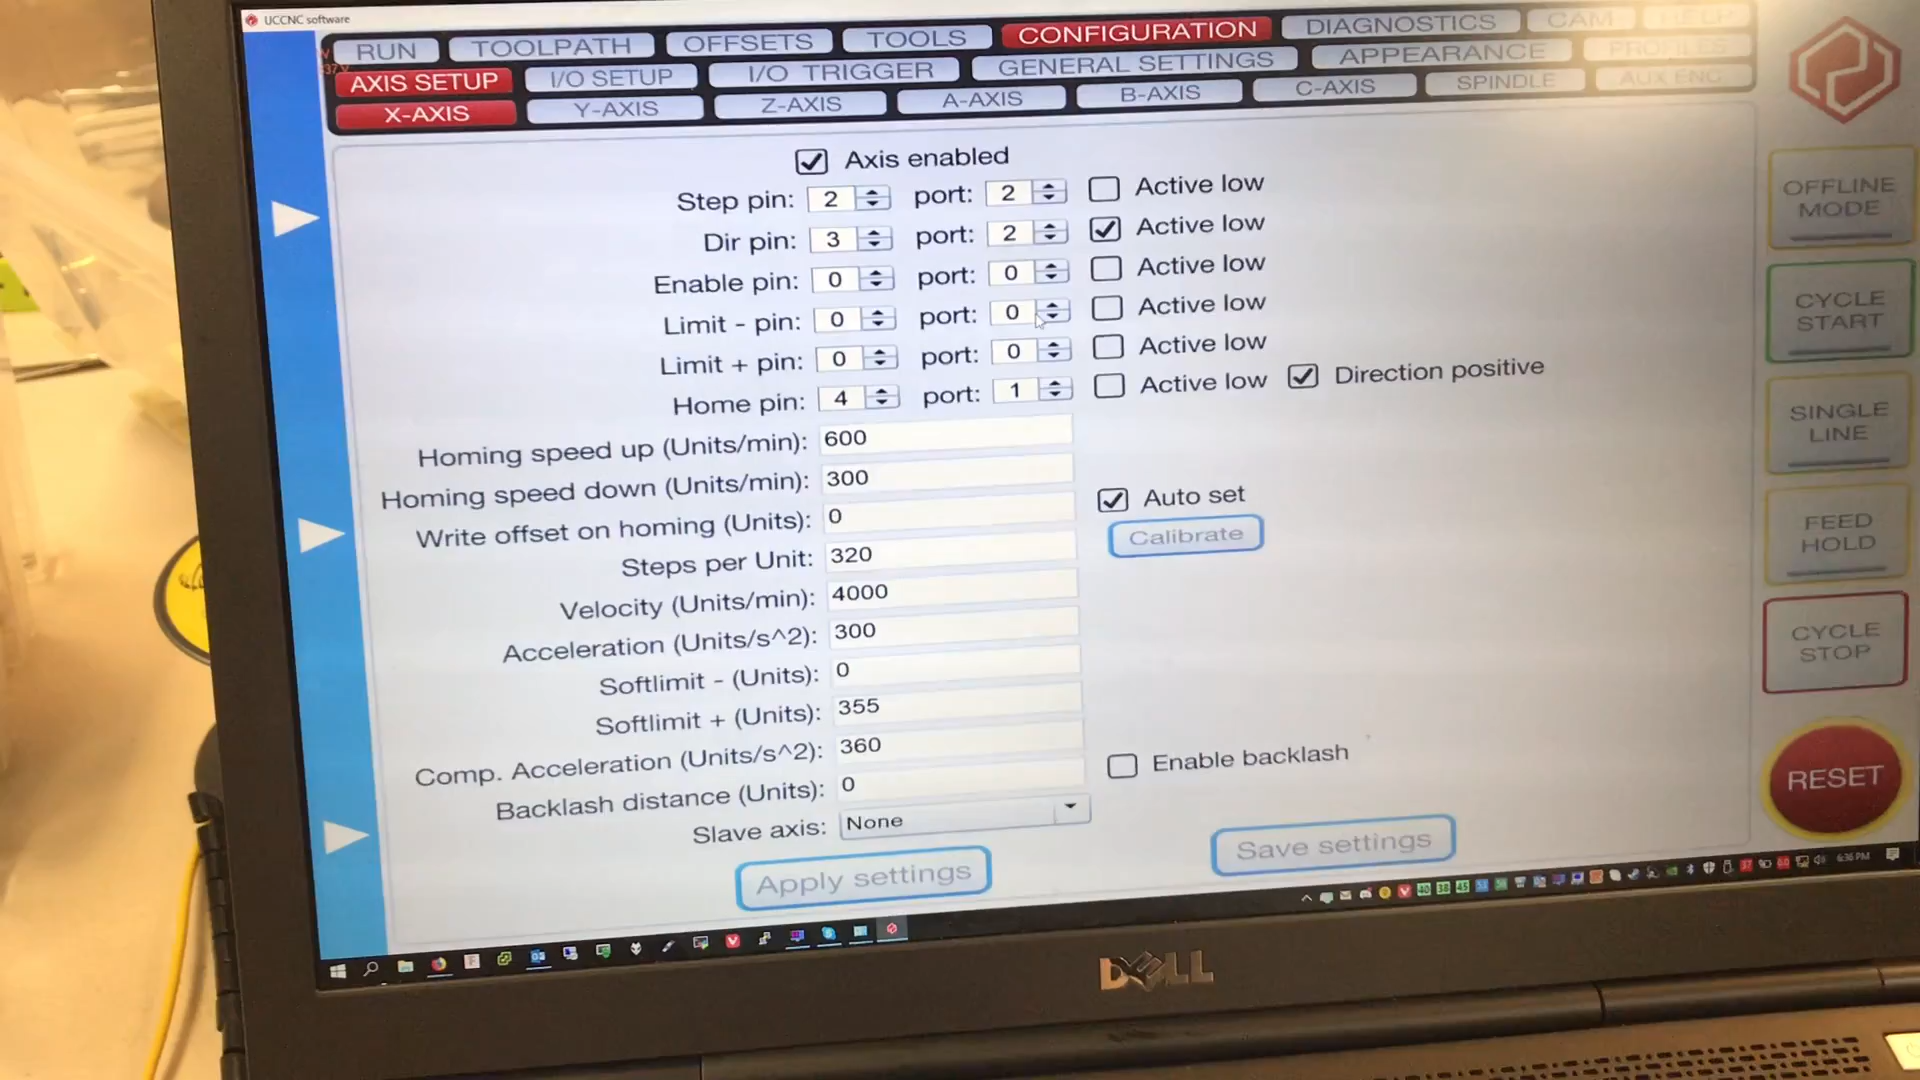 UCCNC software
RUN TOOLPATH OFFSETS TOOLS CONFIGURATION DIAGNOSTICS CAM HELP
AXIS SETUP I/O SETUP I/O TRIGGER GENERAL SETTINGS APPEARANCE PROFILES
X-AXIS Y-AXIS Z-AXIS A-AXIS B-AXIS C-AXIS SPINDLE AUX ENC
Axis enabled
Step pin: 2 port: 2 Active low
Dir pin: 3 port: 2 Active low
Enable pin: 0 port: 0 Active low
Limit - pin: 0 port: 0 Active low
Limit + pin: 0 port: 0 Active low
Home pin: 4 port: 1 Active low Direction positive
Homing speed up (Units/min): 600
Homing speed down (Units/min): 300
Write offset on homing (Units): 0 Auto set
Steps per Unit: 320 Calibrate
Velocity (Units/min): 4000
Acceleration (Units/s^2): 300
Softlimit - (Units): 0
Softlimit + (Units): 355
Comp. Acceleration (Units/s^2): 360
Backlash distance (Units): 0 Enable backlash
Slave axis: None
Apply settings Save settings
OFFLINE
MODE
CYCLE
START
SINGLE
LINE
FEED
HOLD
CYCLE
STOP
RESET
6:36 PM
DELL